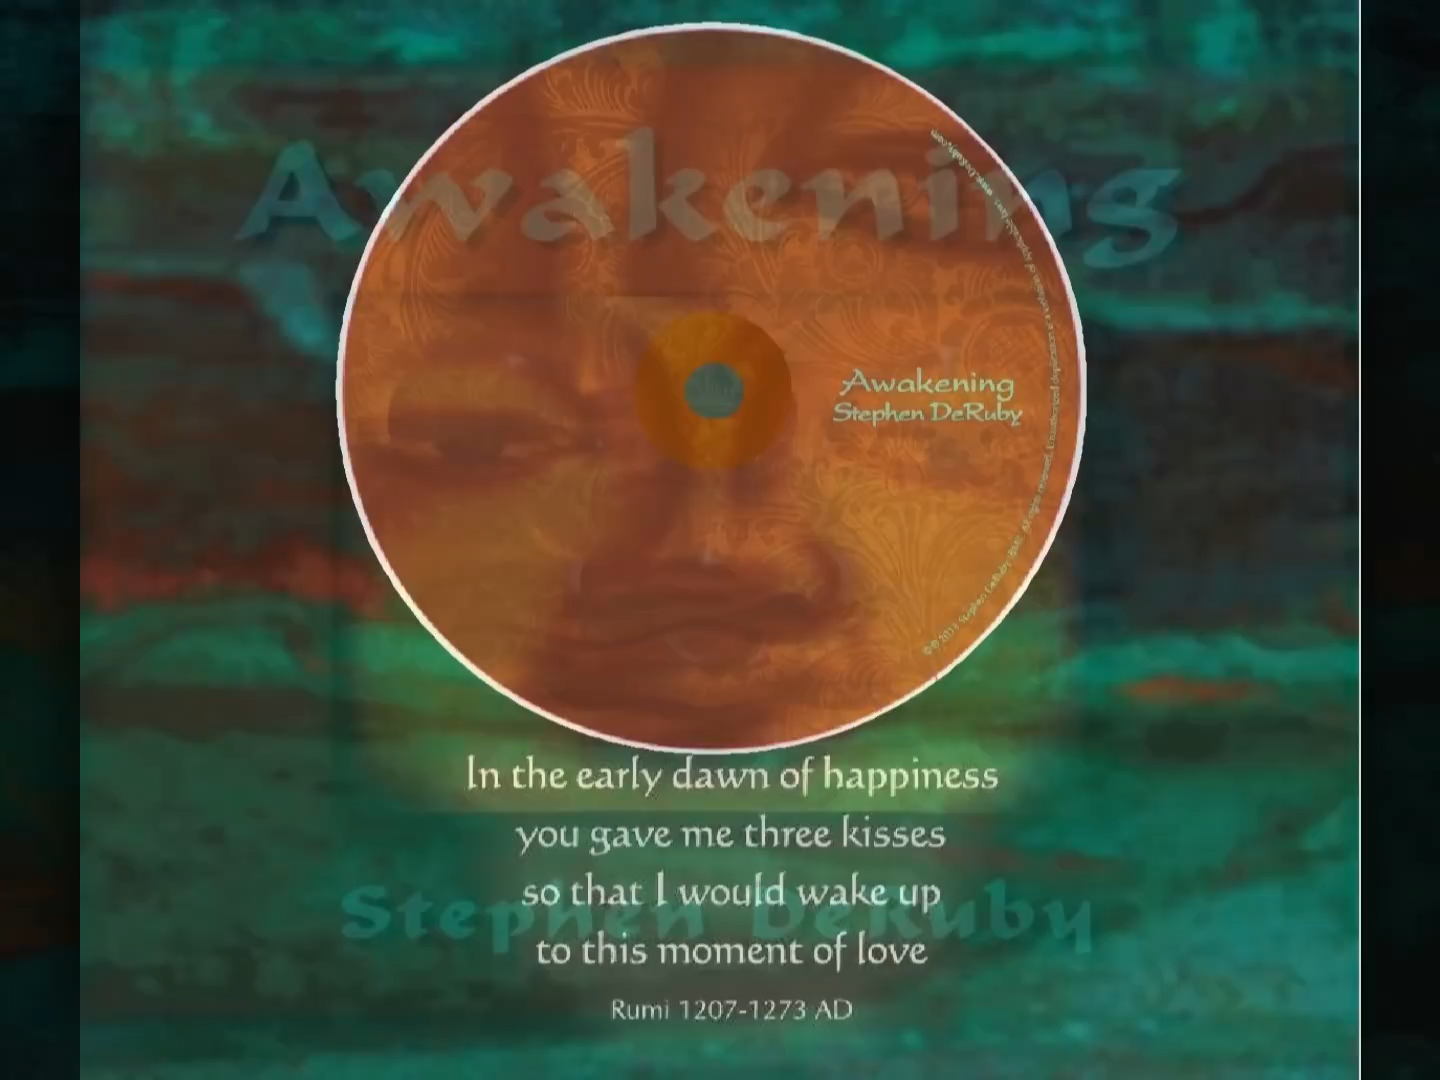 Awakening
Awakening
Stephen DeRuby
In the early dawn of happiness
you gave me three kisses
so that I would wake up
Stephen DeRuby
to this moment of love
Rumi 1207-1273 AD